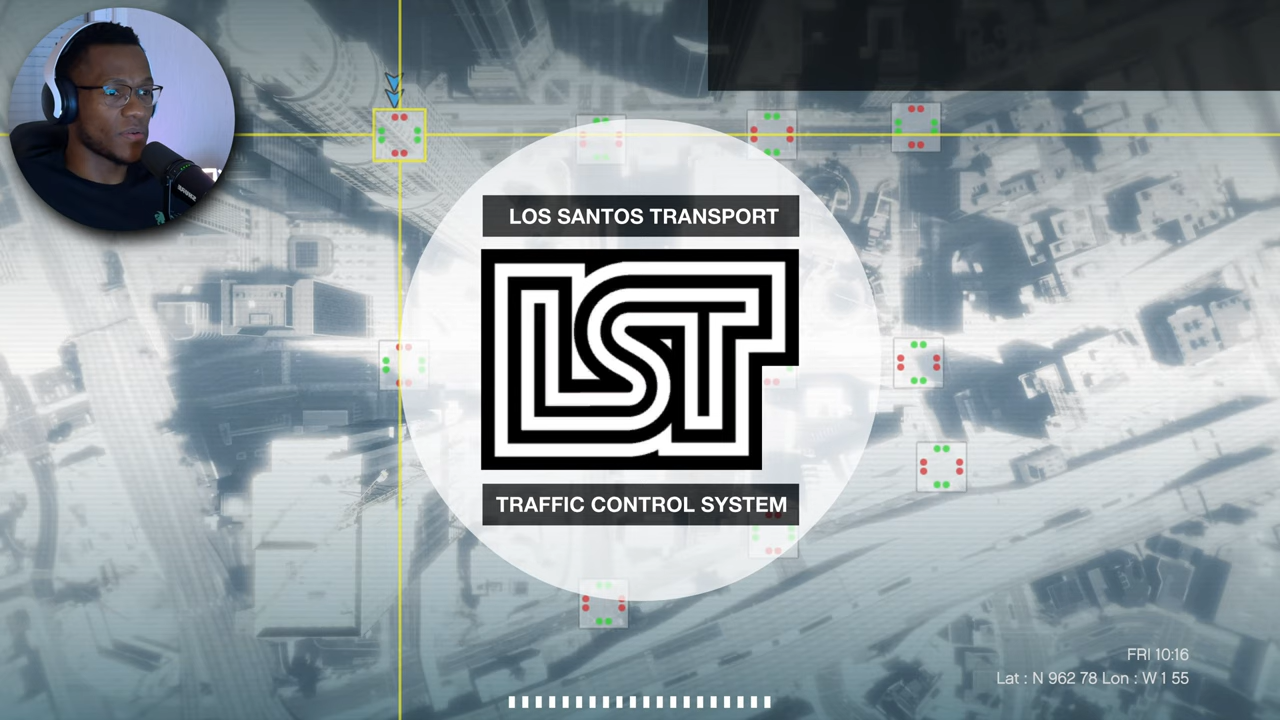 LOS SANTOS TRANSPORT
LST
TRAFFIC CONTROL SYSTEM
FRI 10:16
Lat : N 962 78 Lon : W 1 55